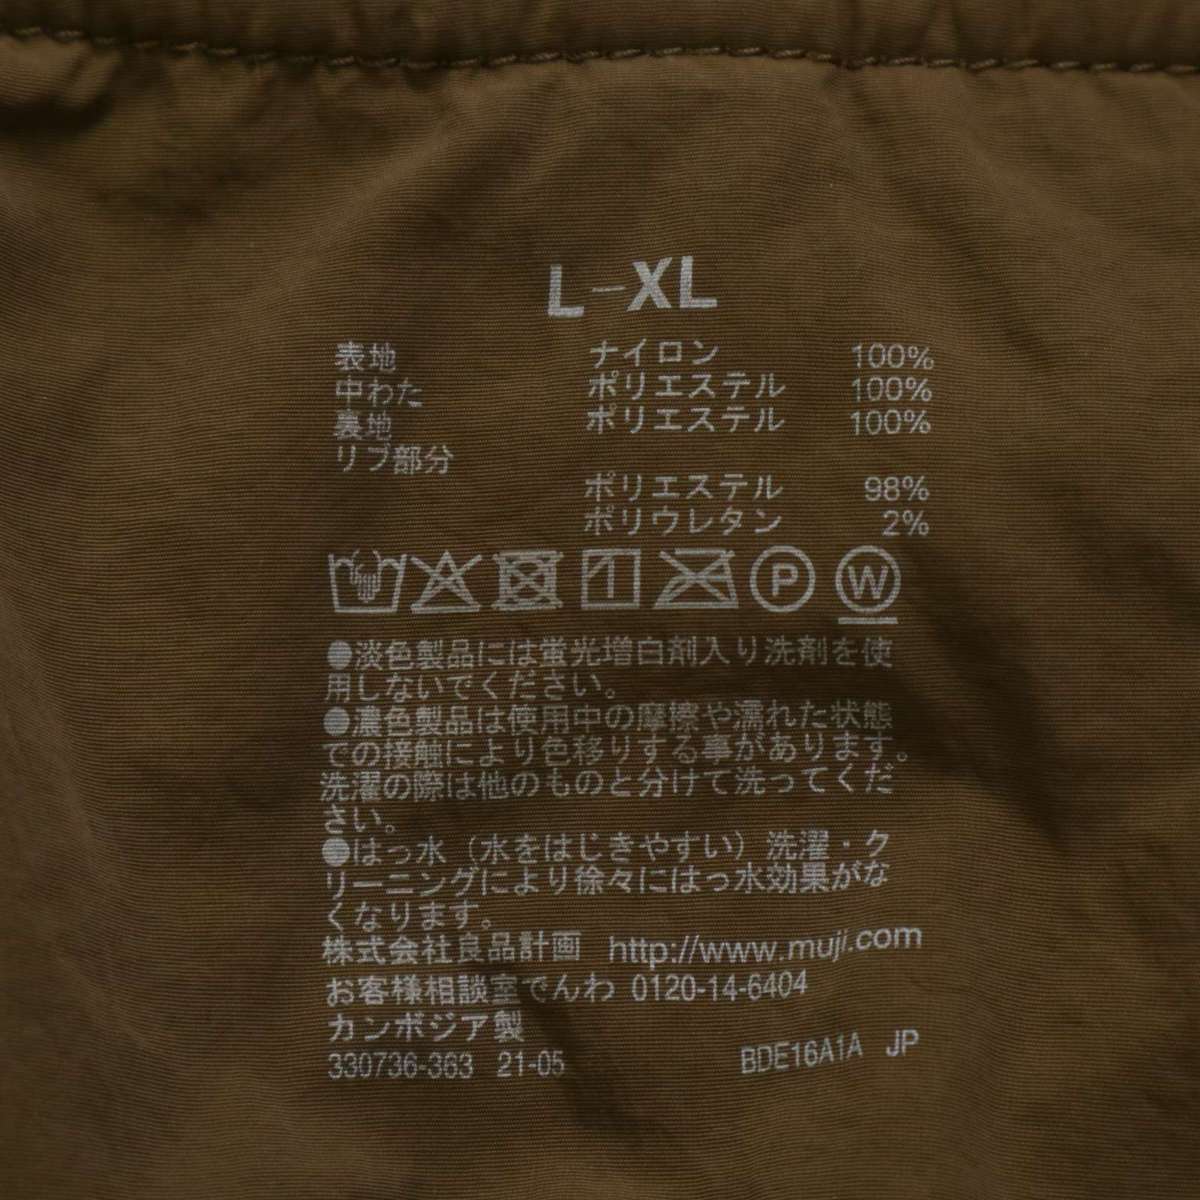 L-XL
表地 ナイロン 100%
中わた ポリエステル 100%
裏地 ポリエステル 100%
リブ部分
ポリエステル 98%
ポリウレタン 2%
P W
●淡色製品には蛍光増白剤入り洗剤を使
用しないでください。
●濃色製品は使用中の摩擦や濡れた状態
での接触により色移りする事があります。
洗濯の際は他のものと分けて洗ってくだ
さい。
●はっ水（水をはじきやすい）洗濯・ク
リーニングにより徐々にはっ水効果がな
くなります。
株式会社良品計画 http://www.muji.com
お客様相談室でんわ 0120-14-6404
カンボジア製
330736-363 21-05 BDE16A1A JP